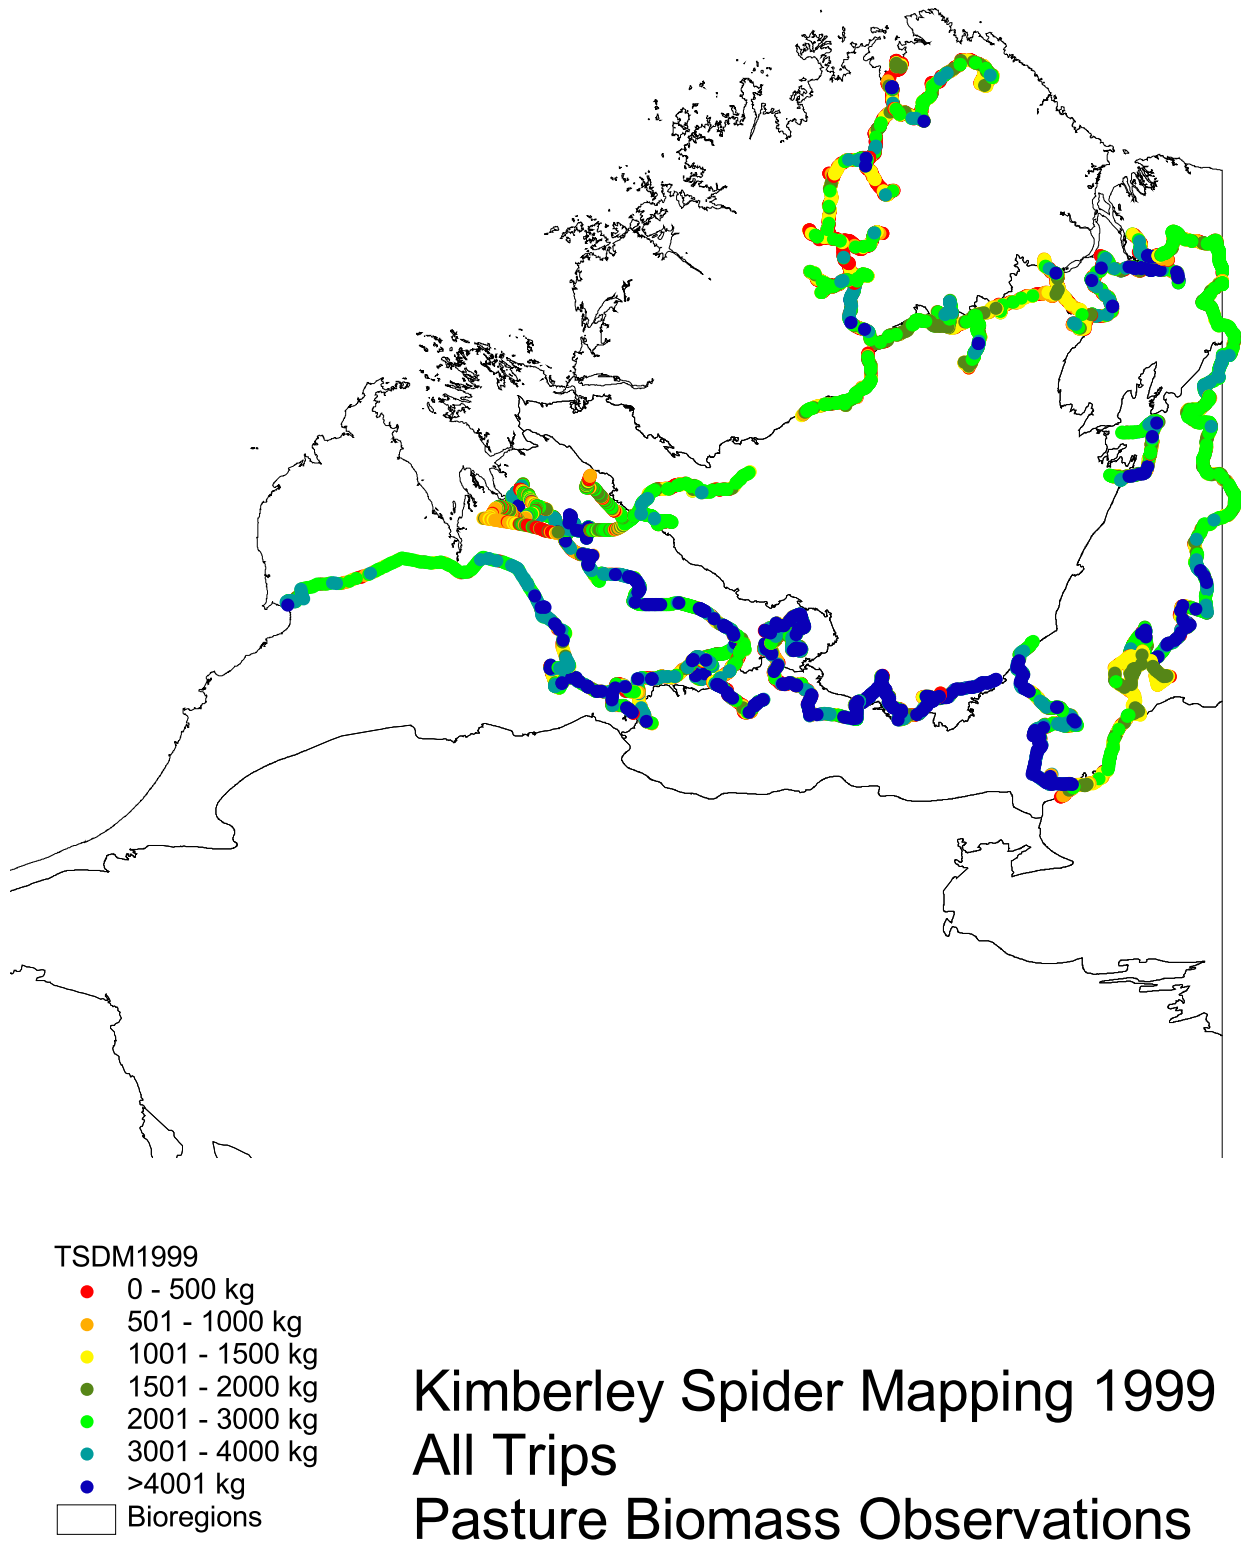 TSDM1999
0 - 500 kg
501 - 1000 kg
1001 - 1500 kg
1501 - 2000 kg
2001 - 3000 kg
3001 - 4000 kg
>4001 kg
Bioregions
Kimberley Spider Mapping 1999
All Trips
Pasture Biomass Observations